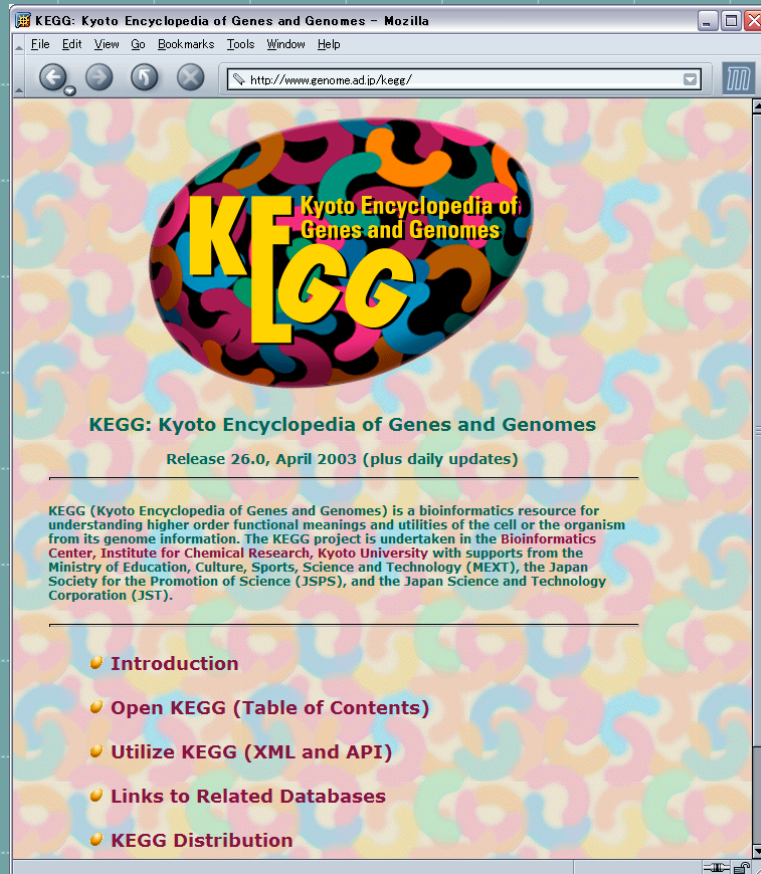 KEGG: Kyoto Encyclopedia of Genes and Genomes - Mozilla
File Edit View Go Bookmarks Tools Window Help
http://www.genome.ad.jp/kegg/
KEGG
Kyoto Encyclopedia of
Genes and Genomes
KEGG: Kyoto Encyclopedia of Genes and Genomes
Release 26.0, April 2003 (plus daily updates)
KEGG (Kyoto Encyclopedia of Genes and Genomes) is a bioinformatics resource for
understanding higher order functional meanings and utilities of the cell or the organism
from its genome information. The KEGG project is undertaken in the Bioinformatics
Center, Institute for Chemical Research, Kyoto University with supports from the
Ministry of Education, Culture, Sports, Science and Technology (MEXT), the Japan
Society for the Promotion of Science (JSPS), and the Japan Science and Technology
Corporation (JST).
Introduction
Open KEGG (Table of Contents)
Utilize KEGG (XML and API)
Links to Related Databases
KEGG Distribution